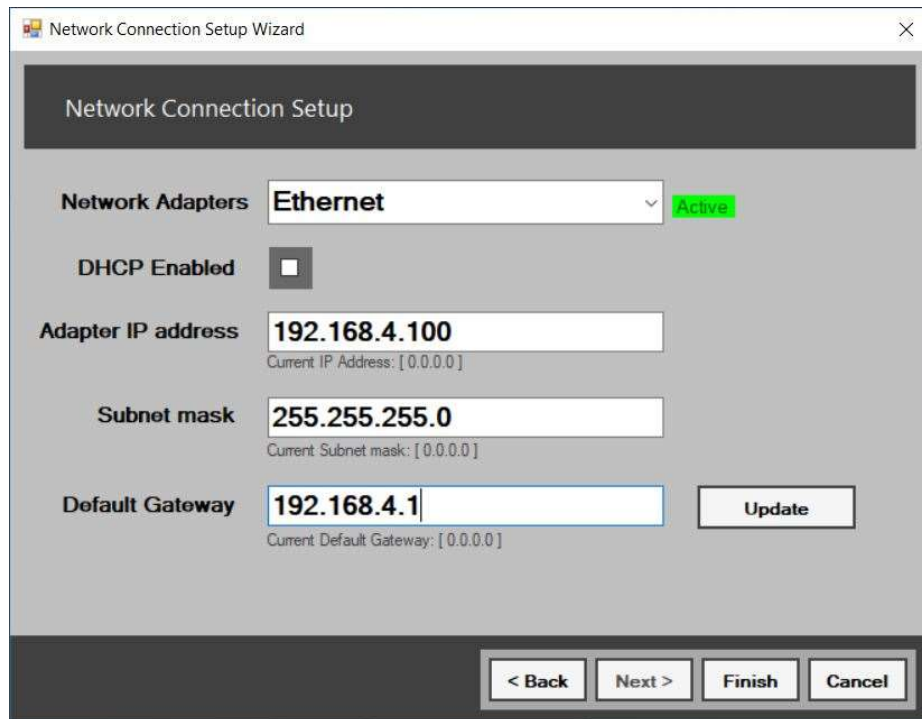 Network Connection Setup Wizard
Network Connection Setup
Network Adapters Ethernet Active
DHCP Enabled
Adapter IP address 192.168.4.100
Current IP Address: [ 0.0.0.0 ]
Subnet mask 255.255.255.0
Current Subnet mask: [ 0.0.0.0 ]
Default Gateway 192.168.4.1 Update
Current Default Gateway: [ 0.0.0.0 ]
< Back Next > Finish Cancel